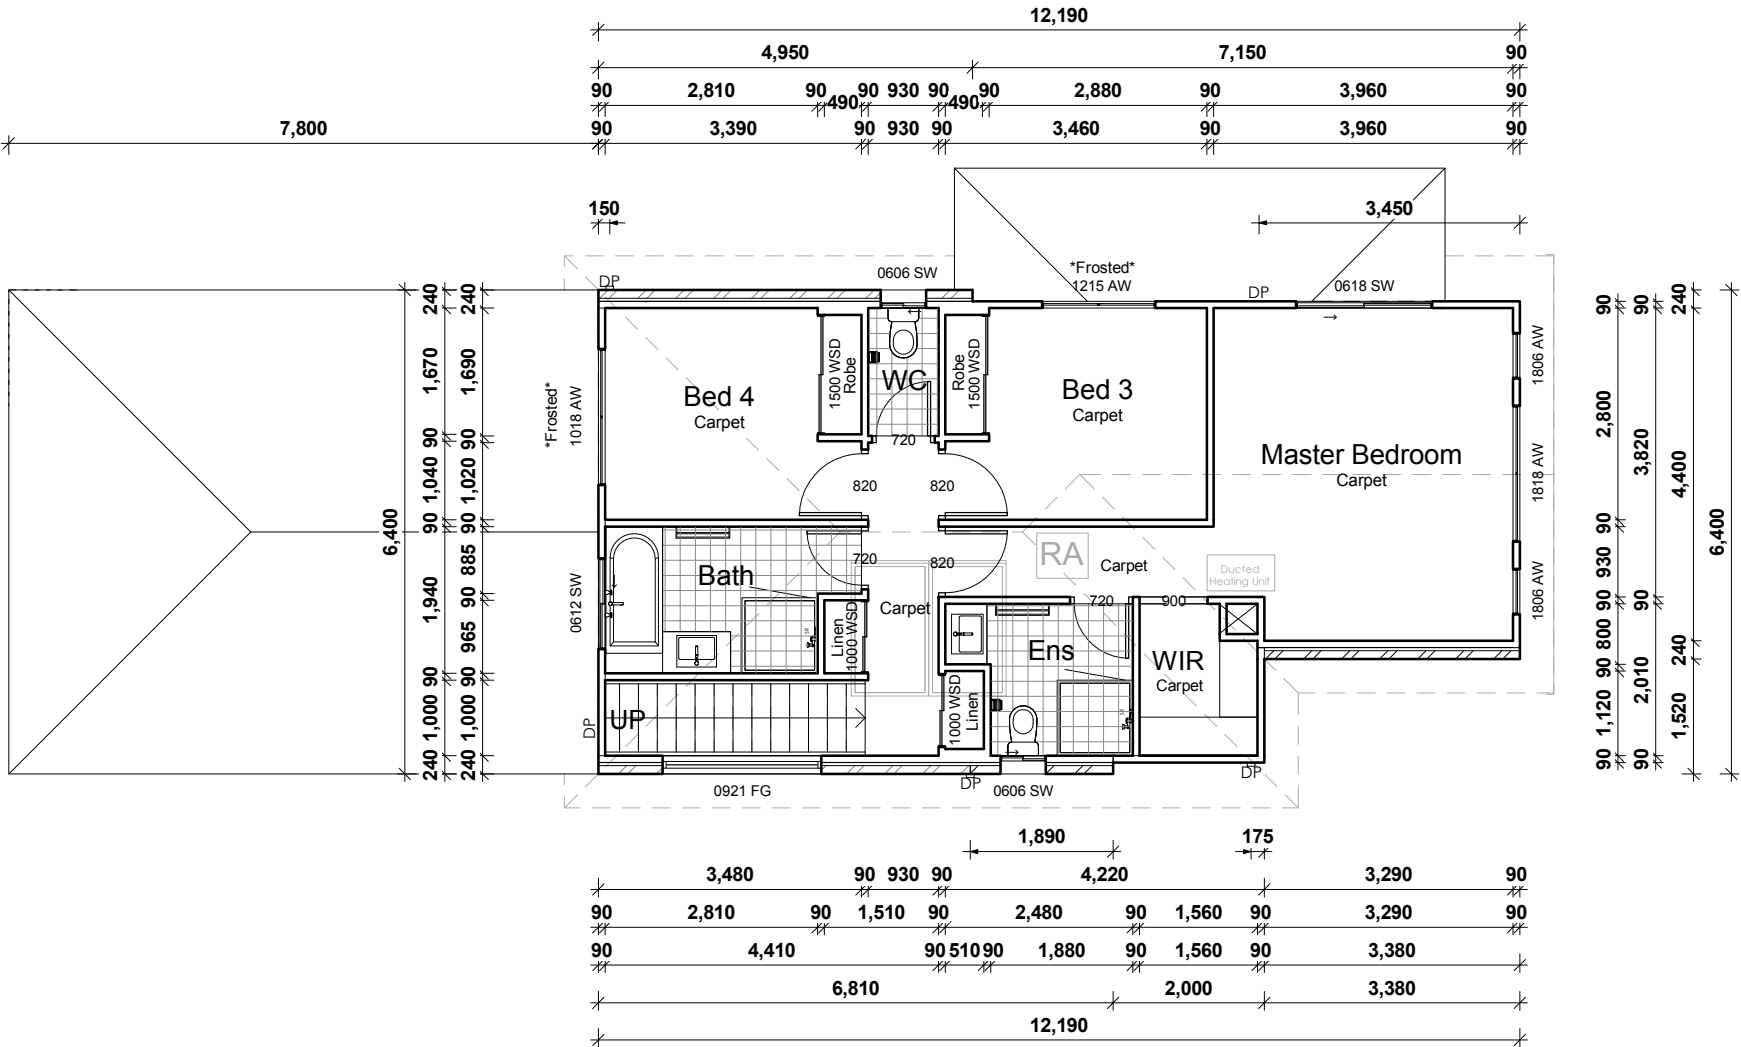 12,190
4,950 7,150 90
90 2,810 90 490 90 930 90 490 90 2,880 90 3,960 90
7,800 90 3,390 90 930 90 3,460 90 3,960 90
150 3,450
DP 0606 SW *Frosted*
1215 AW DP 0618 SW
240 240 90 90 240
1,670 1,690 2,800 3,820 4,400 6,400
90 90
1,040 1,020
90 90 90
6,400
885 930
1,940 90 90 90
965 800 240
90 90 90 2,010
1,000 1,000 1,120 1,520
240 240 90 90
*Frosted*
1018 AW
0612 SW
DP
Bed 4
Carpet
1500 WSD
Robe
WC
720
Robe
1500 WSD
Bed 3
Carpet
Master Bedroom
Carpet
1806 AW
1818 AW
1806 AW
820 820
720 820
RA
Carpet
Ducted
Heating Unit
Bath
SR
Linen
1000 WSD
Carpet
720 900
Ens
SR
WIR
Carpet
1000 WSD
Linen
UP
0921 FG DP 0606 SW DP
1,890 175
3,480 90 930 90 4,220 3,290 90
90 2,810 90 1,510 90 2,480 90 1,560 90 3,290 90
90 4,410 90 510 90 1,880 90 1,560 90 3,380
6,810 2,000 3,380
12,190